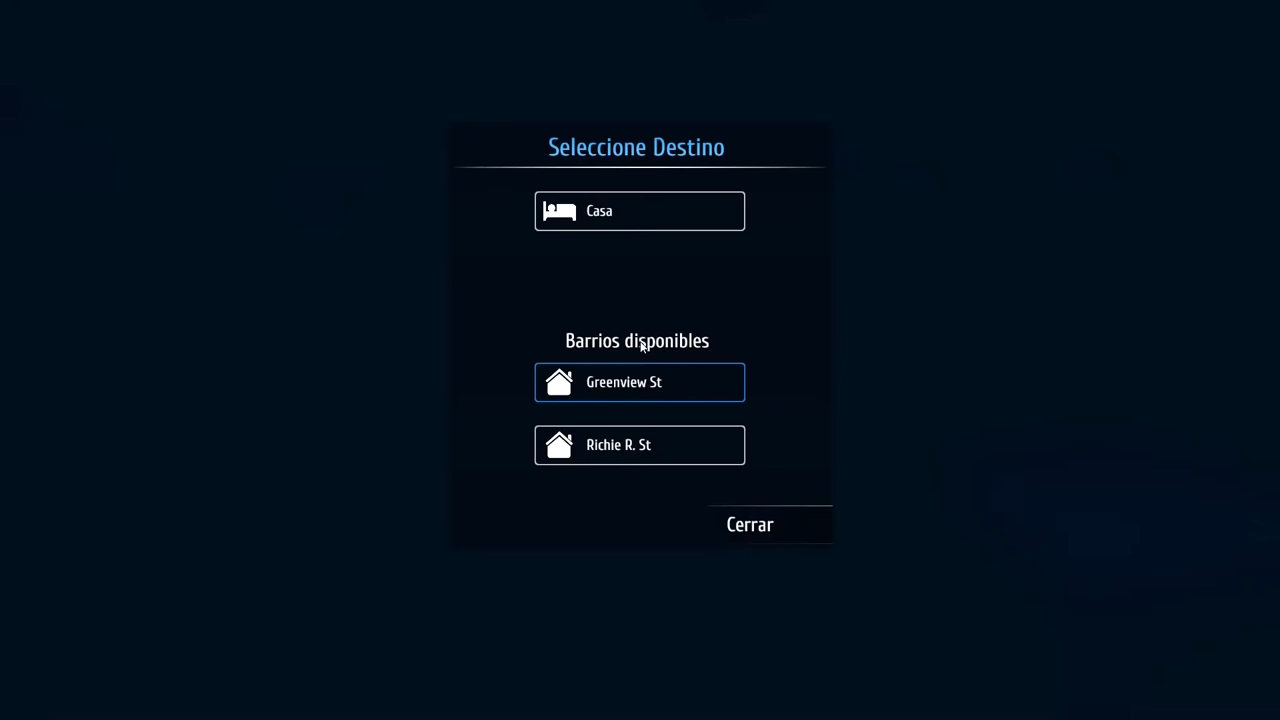 Seleccione Destino
Casa
Barrios disponibles
Greenview St
Richie R. St
Cerrar